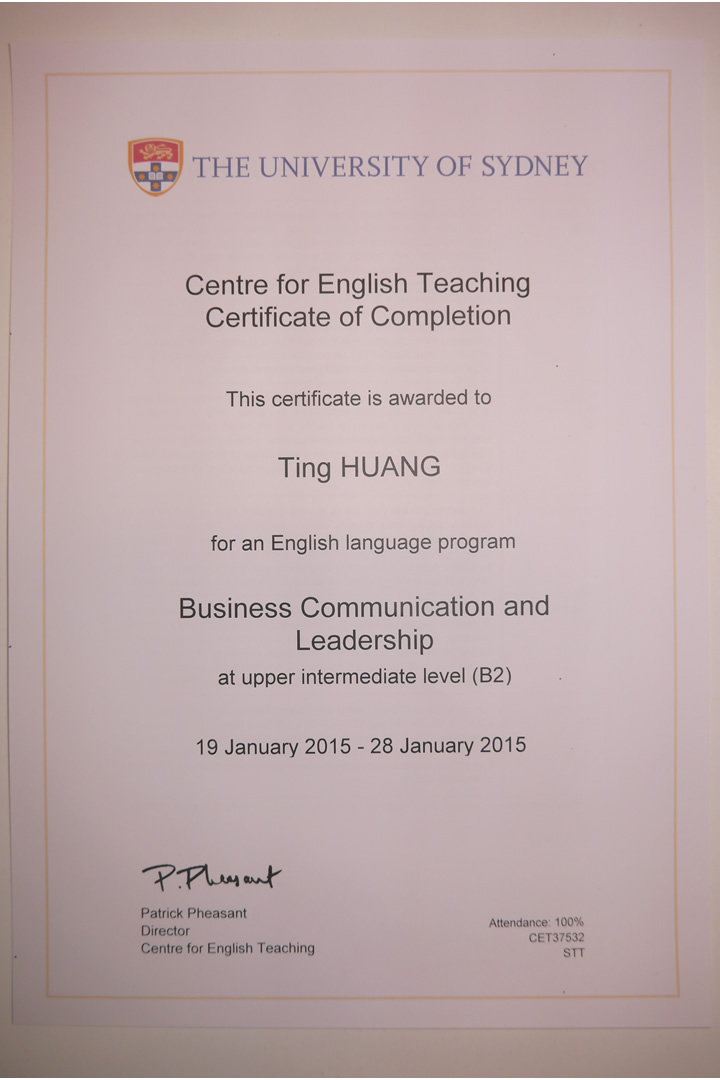 THE UNIVERSITY OF SYDNEY
Centre for English Teaching
Certificate of Completion
This certificate is awarded to
Ting HUANG
for an English language program
Business Communication and
Leadership
at upper intermediate level (B2)
19 January 2015 - 28 January 2015
P. Pheasant
Patrick Pheasant
Director
Centre for English Teaching
Attendance: 100%
CET37532
STT